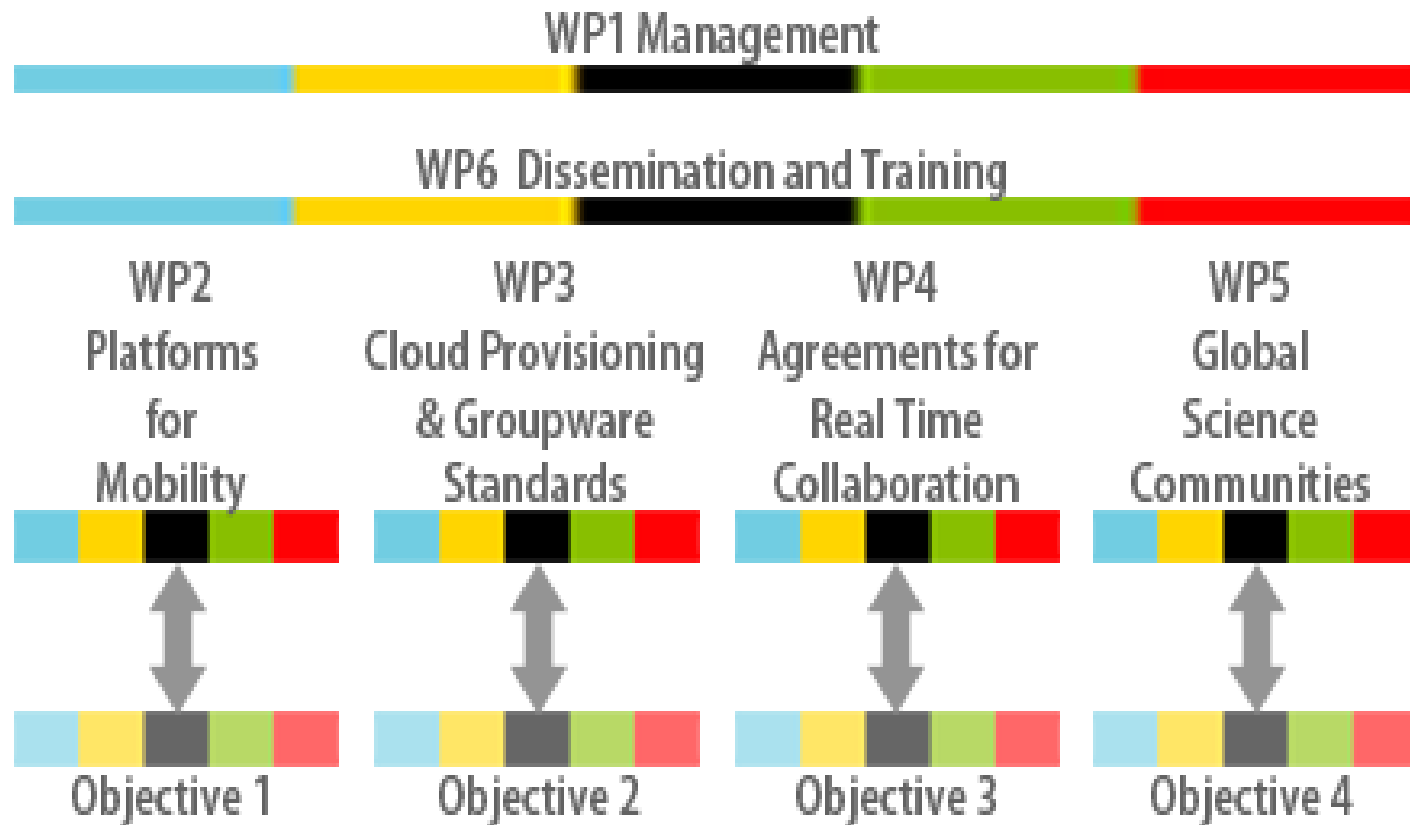 WP1 Management
WP6 Dissemination and Training
WP2
Platforms
for
Mobility
WP3
Cloud Provisioning
& Groupware
Standards
WP4
Agreements for
Real Time
Collaboration
WP5
Global
Science
Communities
Objective 1
Objective 2
Objective 3
Objective 4